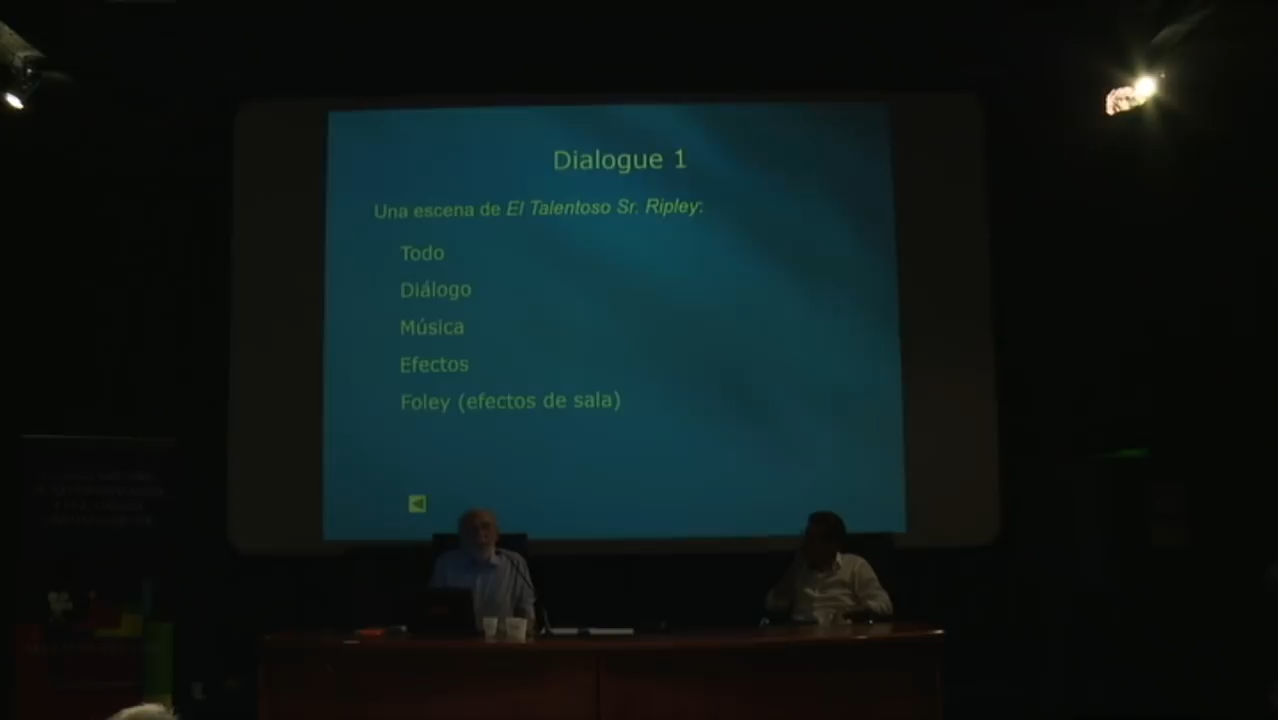 Dialogue 1
Una escena de El Talentoso Sr. Ripley:
Todo
Diálogo
Música
Efectos
Foley (efectos de sala)